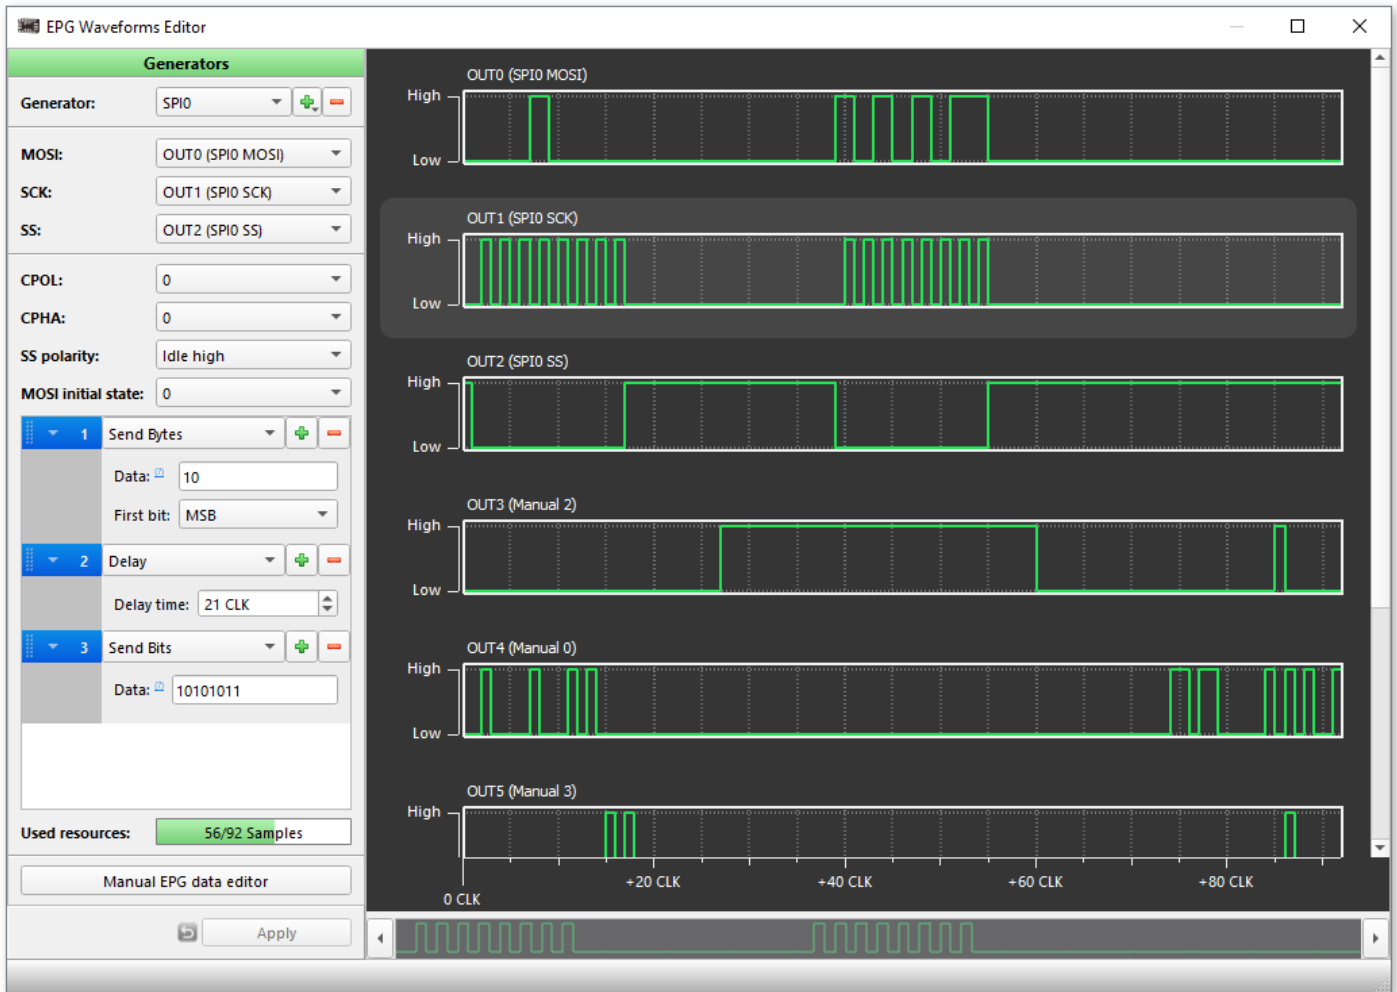 EPG Waveforms Editor
Generators
Generator: SPI0
MOSI: OUT0 (SPI0 MOSI)
SCK: OUT1 (SPI0 SCK)
SS: OUT2 (SPI0 SS)
CPOL: 0
CPHA: 0
SS polarity: Idle high
MOSI initial state: 0
1 Send Bytes
Data: 10
First bit: MSB
2 Delay
Delay time: 21 CLK
3 Send Bits
Data: 10101011
Used resources: 56/92 Samples
Manual EPG data editor
Apply
OUT0 (SPI0 MOSI)
High
Low
OUT1 (SPI0 SCK)
High
Low
OUT2 (SPI0 SS)
High
Low
OUT3 (Manual 2)
High
Low
OUT4 (Manual 0)
High
Low
OUT5 (Manual 3)
High
+20 CLK +40 CLK +60 CLK +80 CLK
0 CLK